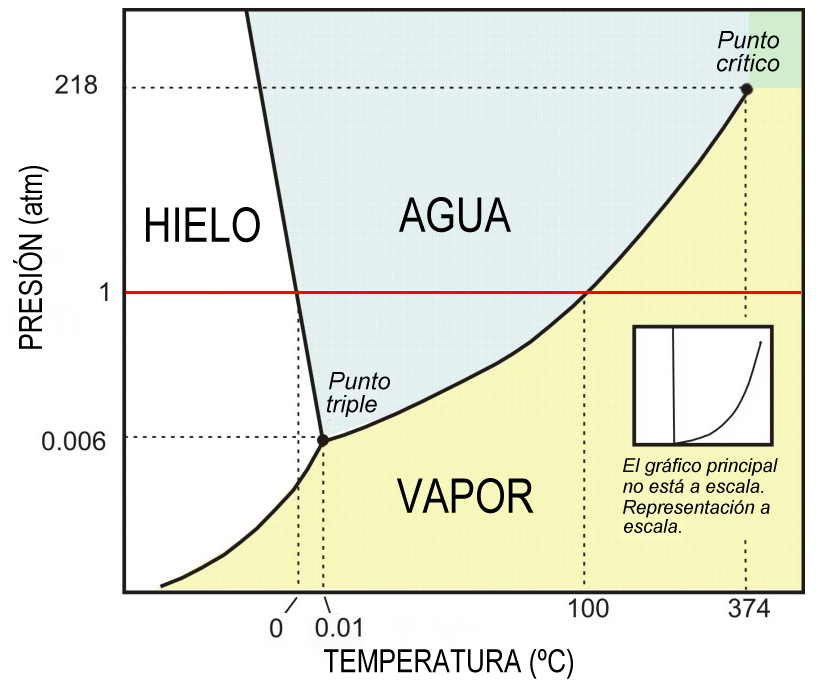 Punto
crítico
218
HIELO
AGUA
PRESIÓN (atm)
1
Punto
triple
0.006
El gráfico principal
no está a escala.
Representación a
escala.
VAPOR
0
0.01
100
374
TEMPERATURA (ºC)